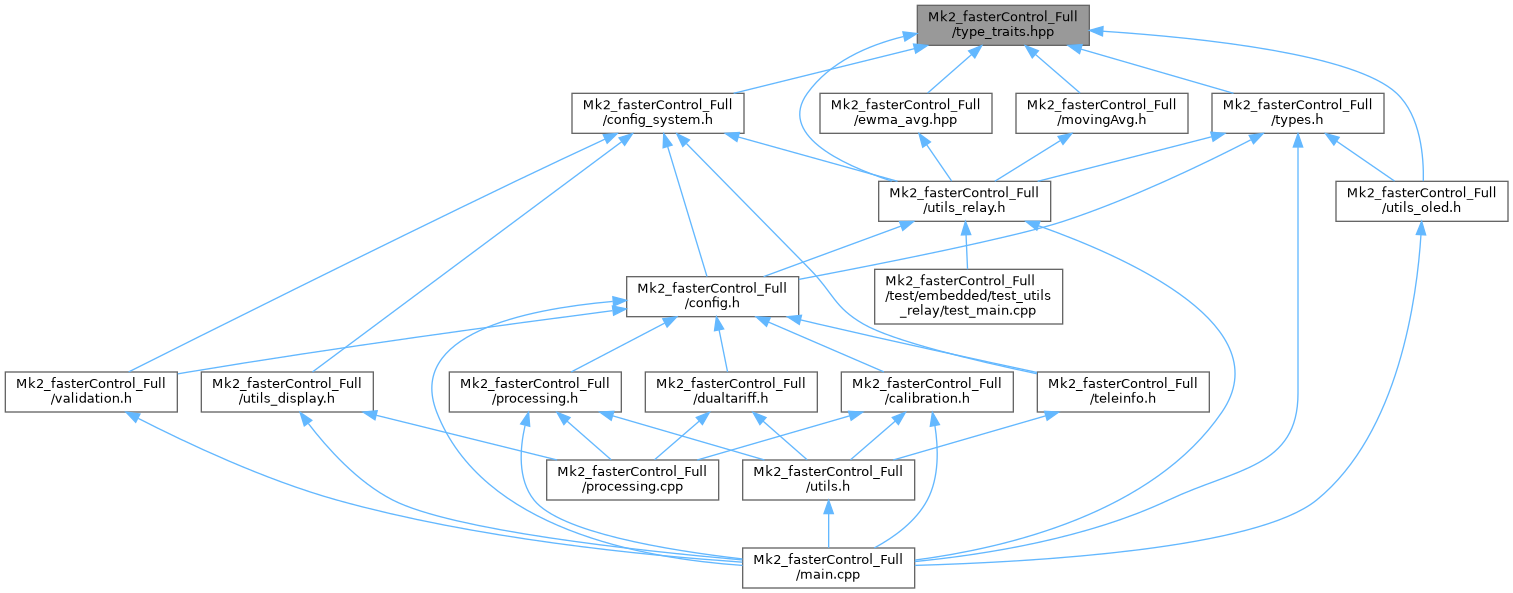 Mk2_fasterControl_Full
/type_traits.hpp
Mk2_fasterControl_Full
/config_system.h
Mk2_fasterControl_Full
/ewma_avg.hpp
Mk2_fasterControl_Full
/movingAvg.h
Mk2_fasterControl_Full
/types.h
Mk2_fasterControl_Full
/utils_relay.h
Mk2_fasterControl_Full
/utils_oled.h
Mk2_fasterControl_Full
/config.h
Mk2_fasterControl_Full
/test/embedded/test_utils
_relay/test_main.cpp
Mk2_fasterControl_Full
/validation.h
Mk2_fasterControl_Full
/utils_display.h
Mk2_fasterControl_Full
/processing.h
Mk2_fasterControl_Full
/dualtariff.h
Mk2_fasterControl_Full
/calibration.h
Mk2_fasterControl_Full
/teleinfo.h
Mk2_fasterControl_Full
/processing.cpp
Mk2_fasterControl_Full
/utils.h
Mk2_fasterControl_Full
/main.cpp